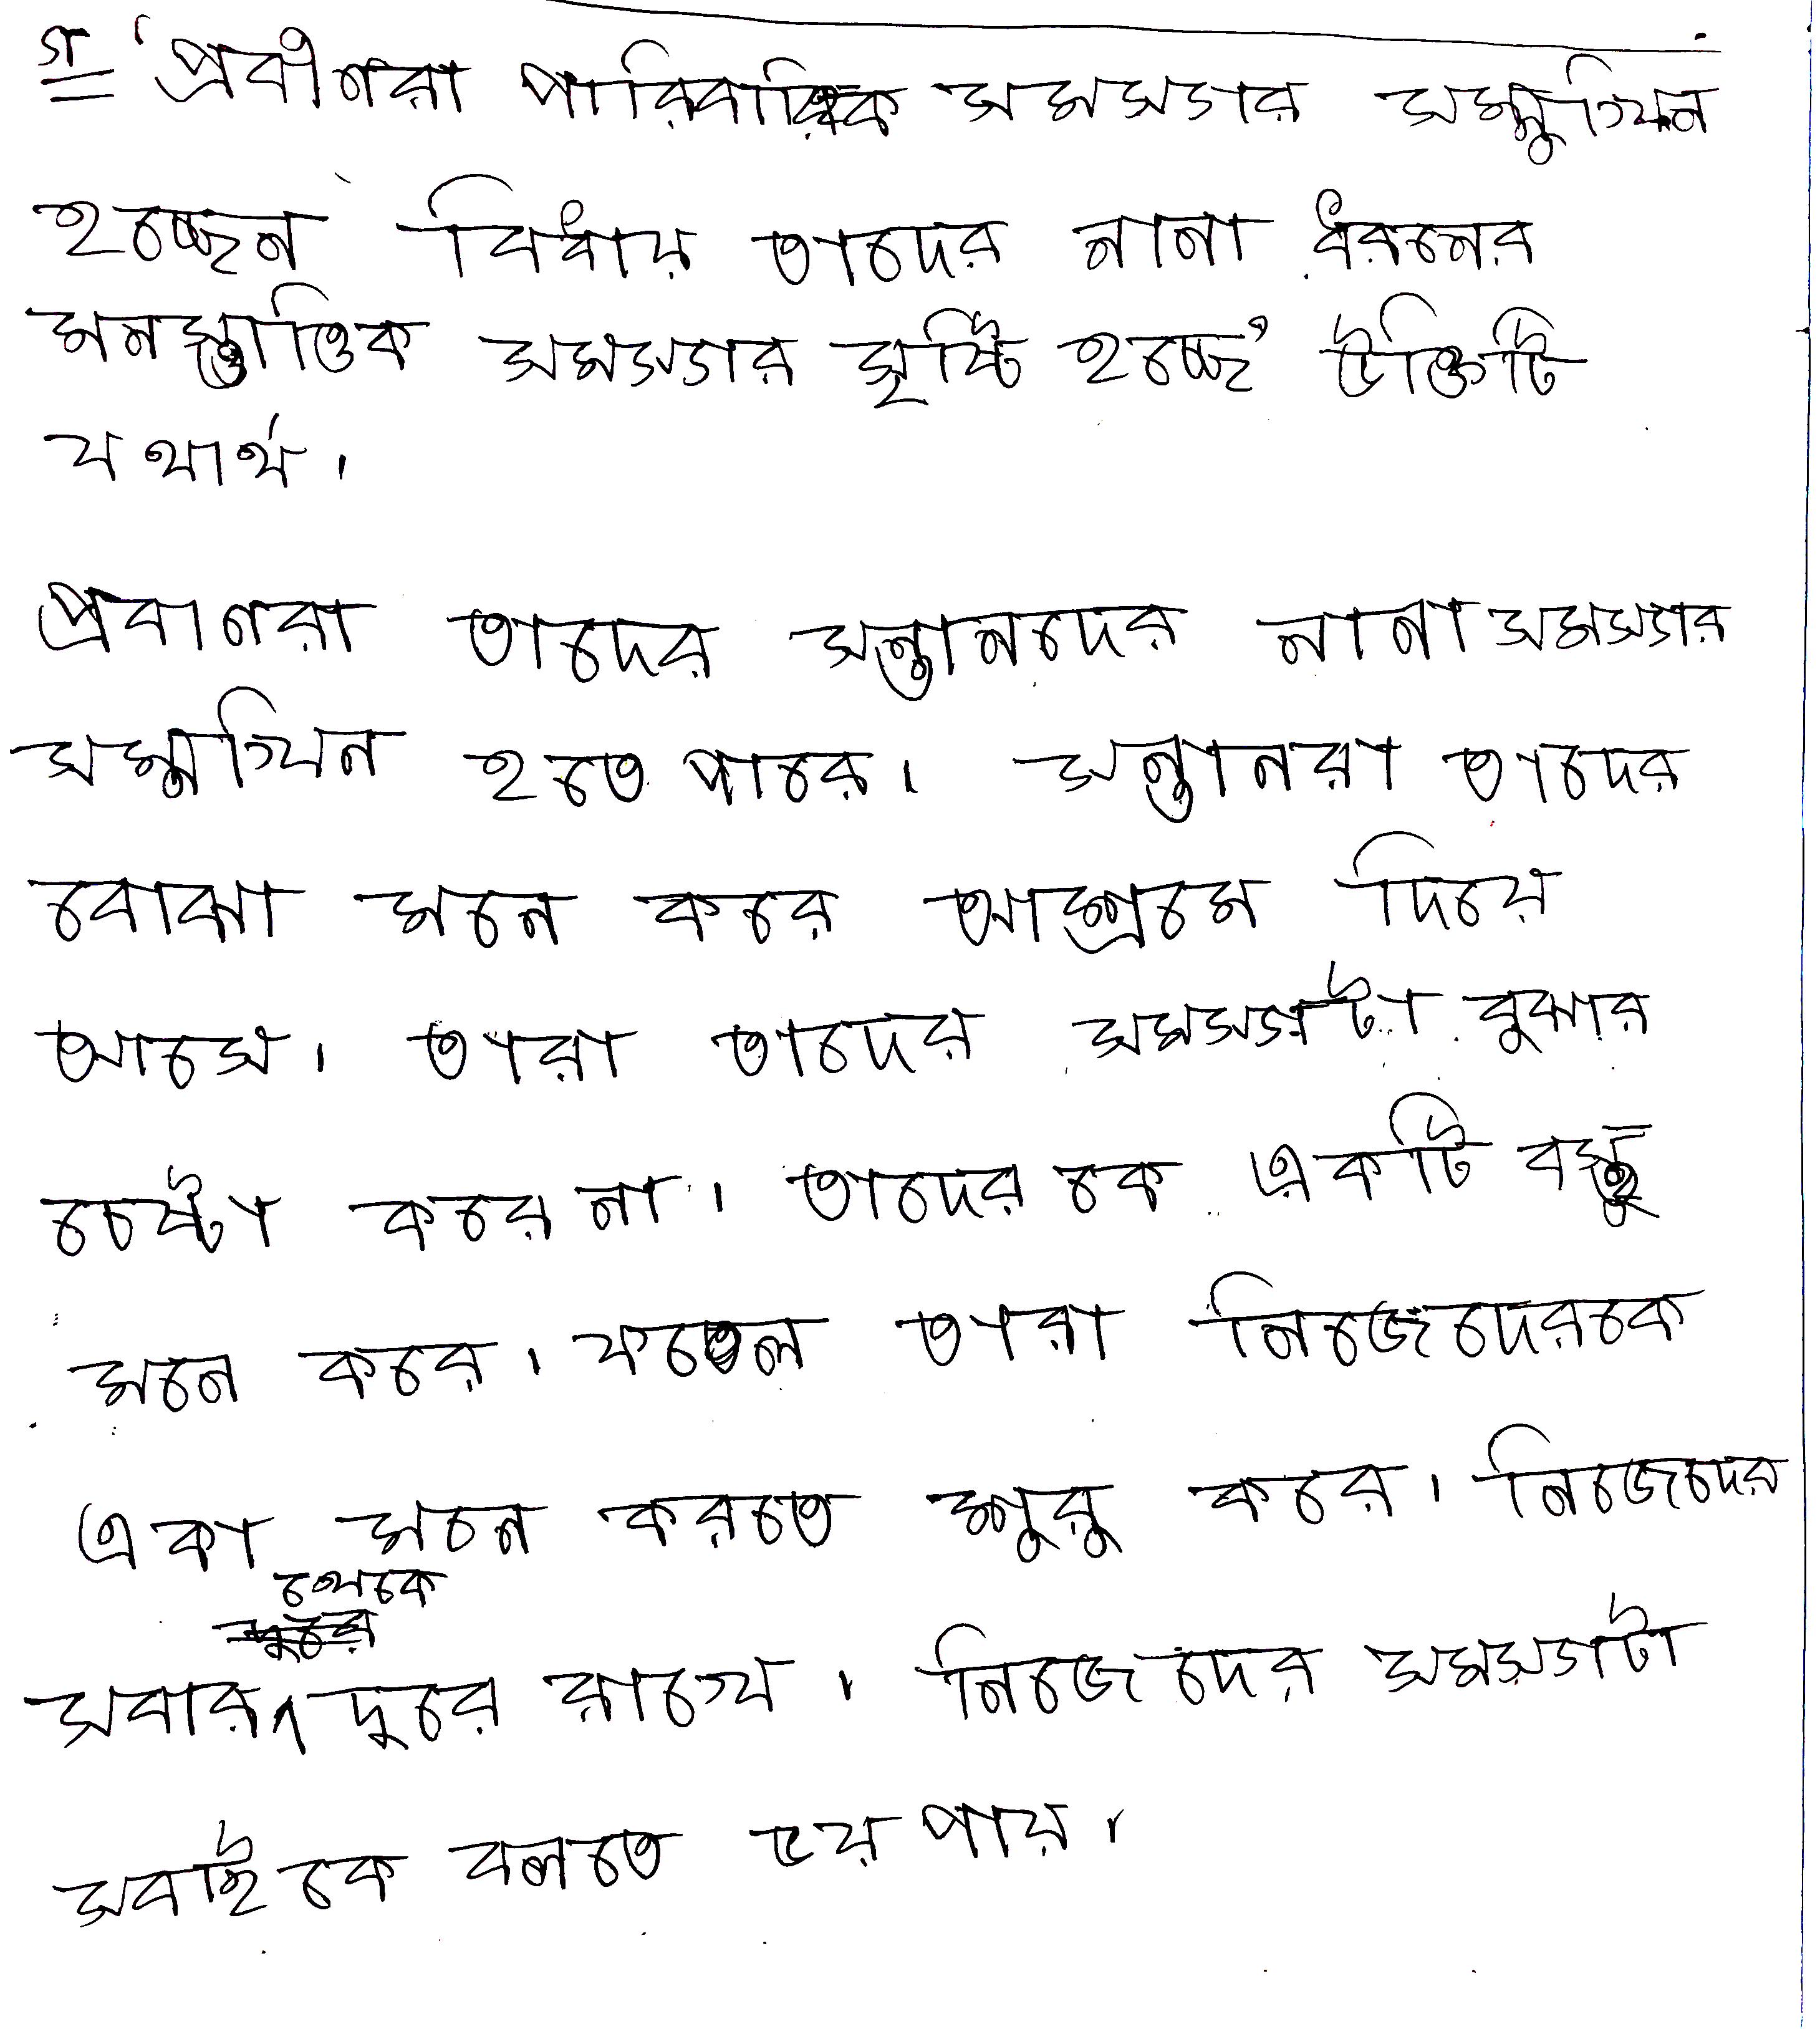 গ= ‘প্রবীণরা পারিবারিক সমস্যার সম্মুখিন
হচ্ছেন বিধায় তাদের নানা ধরনের
মনস্তাত্তিক সমস্যার সৃষ্টি হচ্ছে’ উক্তিটি
যথার্থ।
প্রবাণরা তাদের সন্তানদের নানা সমস্যার
সম্মখিন হতে পারে। সন্তানরা তাদের
বোঝা মনে করে আশ্রমে দিয়ে
আসে। তারা তাদের সমস্যাটা বুঝার
চেষ্টা করে না। তাদের কে একটি বস্তু
মনে করে। ফলে তারা নিজেদেরকে
একা মনে করতে শুরু করে। নিজেদের
থেকে
সবার দুরে রাখে। নিজেদের সমস্যাটা
সবাইকে বলতে ভয় পায়।